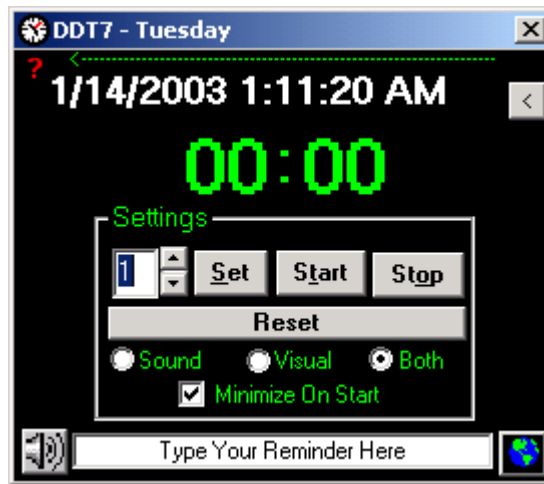 DDT7 - Tuesday
?
<
1/14/2003 1:11:20 AM
<
00:00
Settings
1
Set Start Stop
Reset
Sound Visual Both
Minimize On Start
Type Your Reminder Here